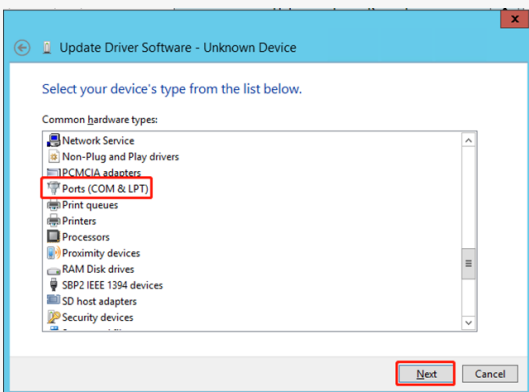 Update Driver Software - Unknown Device
Select your device's type from the list below.
Common hardware types:
Network Service
Non-Plug and Play drivers
PCMCIA adapters
Ports (COM & LPT)
Print queues
Printers
Processors
Proximity devices
RAM Disk drives
SBP2 IEEE 1394 devices
SD host adapters
Security devices
Next
Cancel